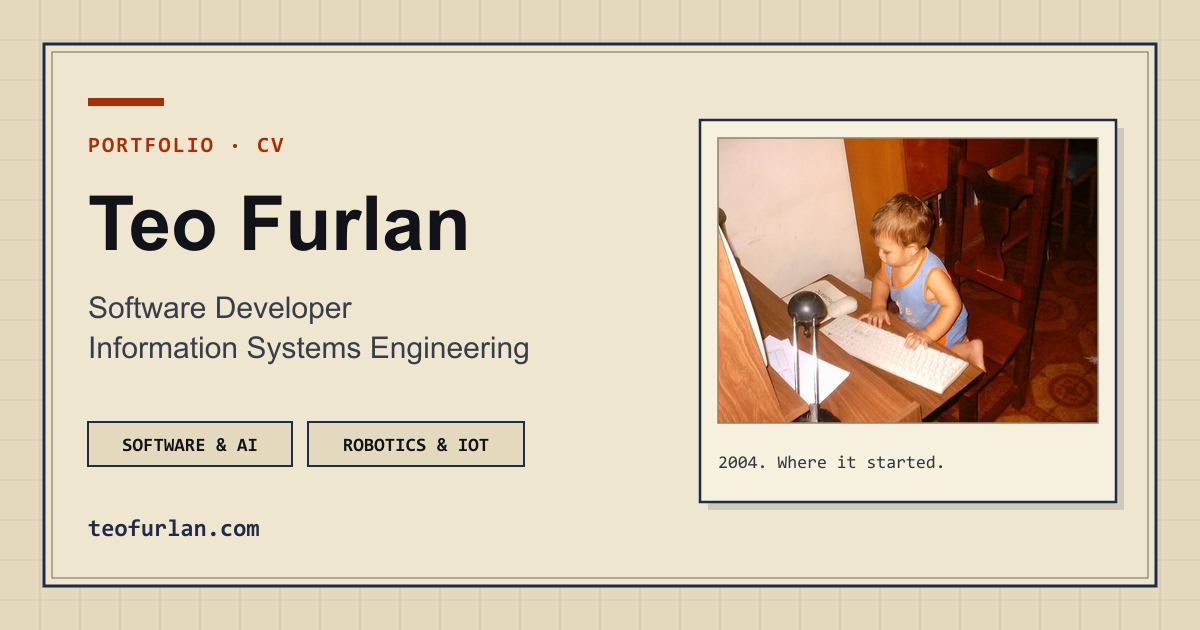 PORTFOLIO · CV
Teo Furlan
Software Developer
Information Systems Engineering
SOFTWARE & AI
ROBOTICS & IOT
teofurlan.com
2004. Where it started.